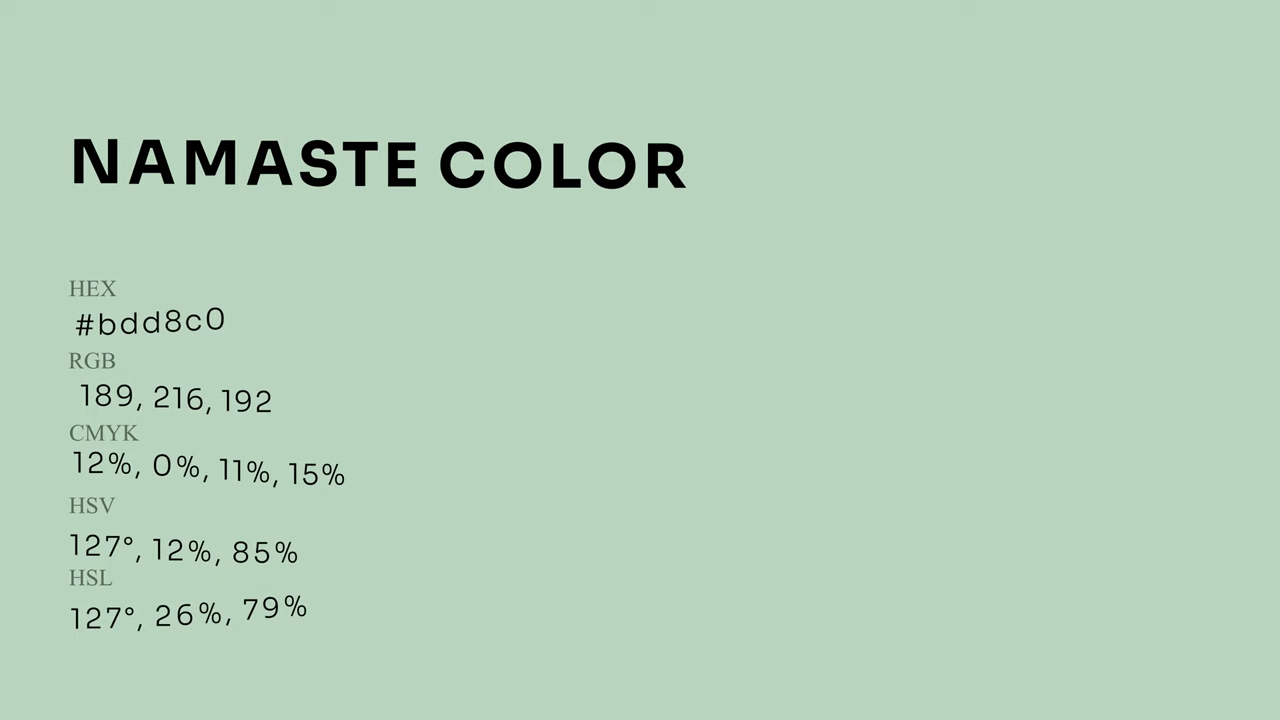 NAMASTE COLOR
HEX
#bdd8c0
RGB
189, 216, 192
CMYK
12%, 0%, 11%, 15%
HSV
127°, 12%, 85%
HSL
127°, 26%, 79%